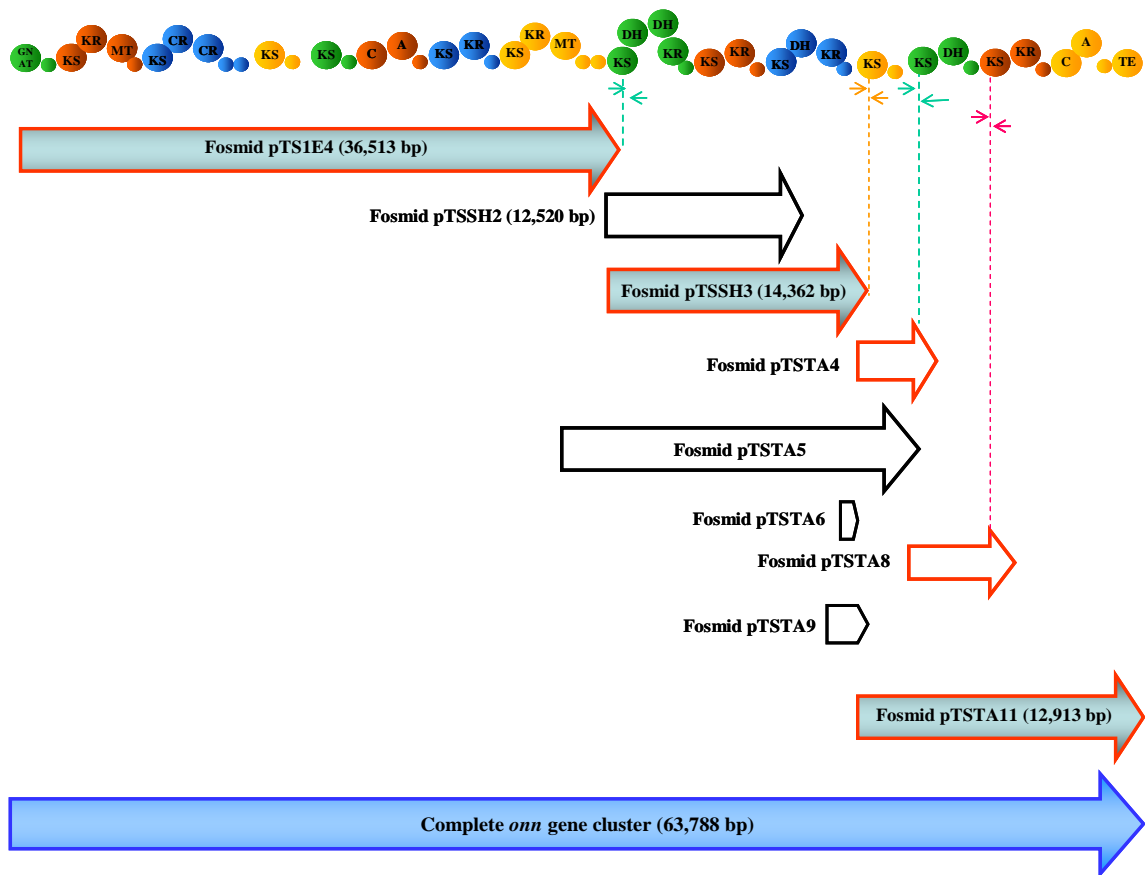 GN AT KS KR MT KS CR CR KS KS C A KS KR KS KR MT KS DH DH KR KS KR KS DH KR KS KS DH KS KR C A TE
Fosmid pTS1E4 (36,513 bp)
Fosmid pTSSH2 (12,520 bp)
Fosmid pTSSH3 (14,362 bp)
Fosmid pTSTA4
Fosmid pTSTA5
Fosmid pTSTA6
Fosmid pTSTA8
Fosmid pTSTA9
Fosmid pTSTA11 (12,913 bp)
Complete onn gene cluster (63,788 bp)